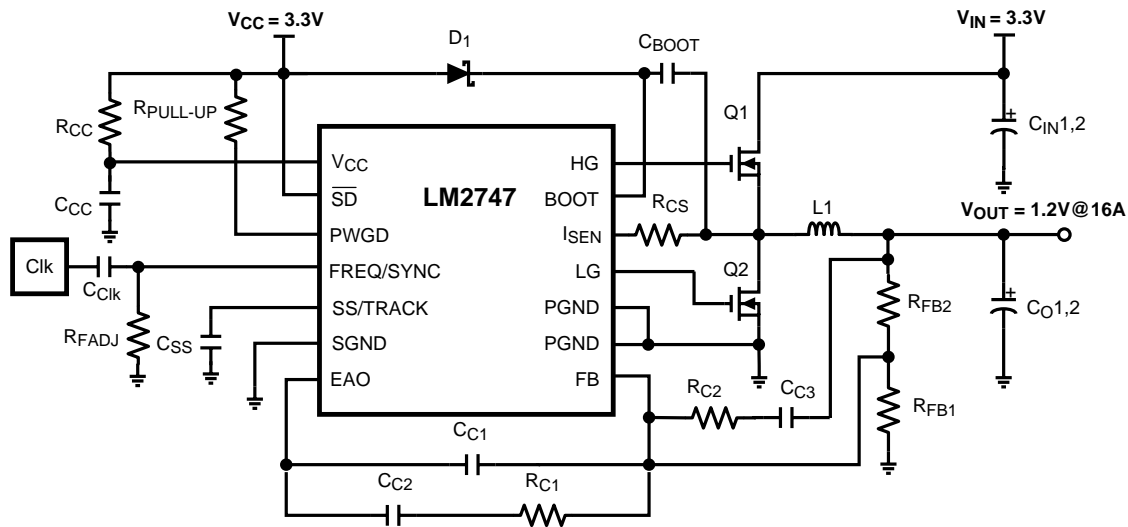 VCC = 3.3V
VIN = 3.3V
D1
CBOOT
RCC
RPULL-UP
Q1
CIN1,2
VCC
HG
SD
LM2747
BOOT
CCC
RCS
L1
VOUT = 1.2V@16A
PWGD
ISEN
Clk
CClk
FREQ/SYNC
LG
Q2
RFB2
CO1,2
RFADJ
CSS
SS/TRACK
PGND
SGND
PGND
EAO
FB
RC2
CC3
RFB1
CC1
CC2
RC1